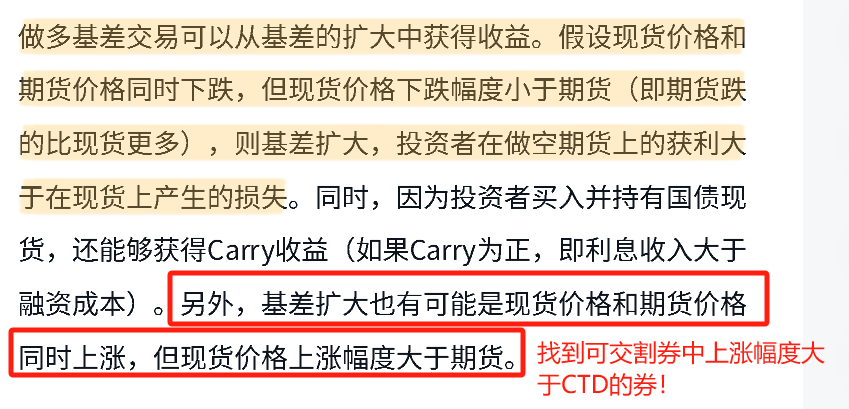 做多基差交易可以从基差的扩大中获得收益。假设现货价格和
期货价格同时下跌，但现货价格下跌幅度小于期货（即期货跌
的比现货更多），则基差扩大，投资者在做空期货上的获利大
于在现货上产生的损失。同时，因为投资者买入并持有国债现
货，还能够获得Carry收益（如果Carry为正，即利息收入大于
融资成本）。另外，基差扩大也有可能是现货价格和期货价格
同时上涨，但现货价格上涨幅度大于期货。
找到可交割券中上涨幅度大
于CTD的券！